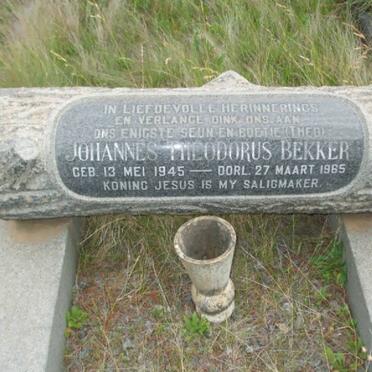 IN LIEFDEVOLLE HERINNERINGS
EN VERLANGE DINK ONS AAN
ONS ENIGSTE SEUN EN BOETIE (THEO)
JOHANNES THEODORUS BEKKER
GEB. 13 MEI 1945 — OORL. 27 MAART 1965
KONING JESUS IS MY SALIGMAKER.